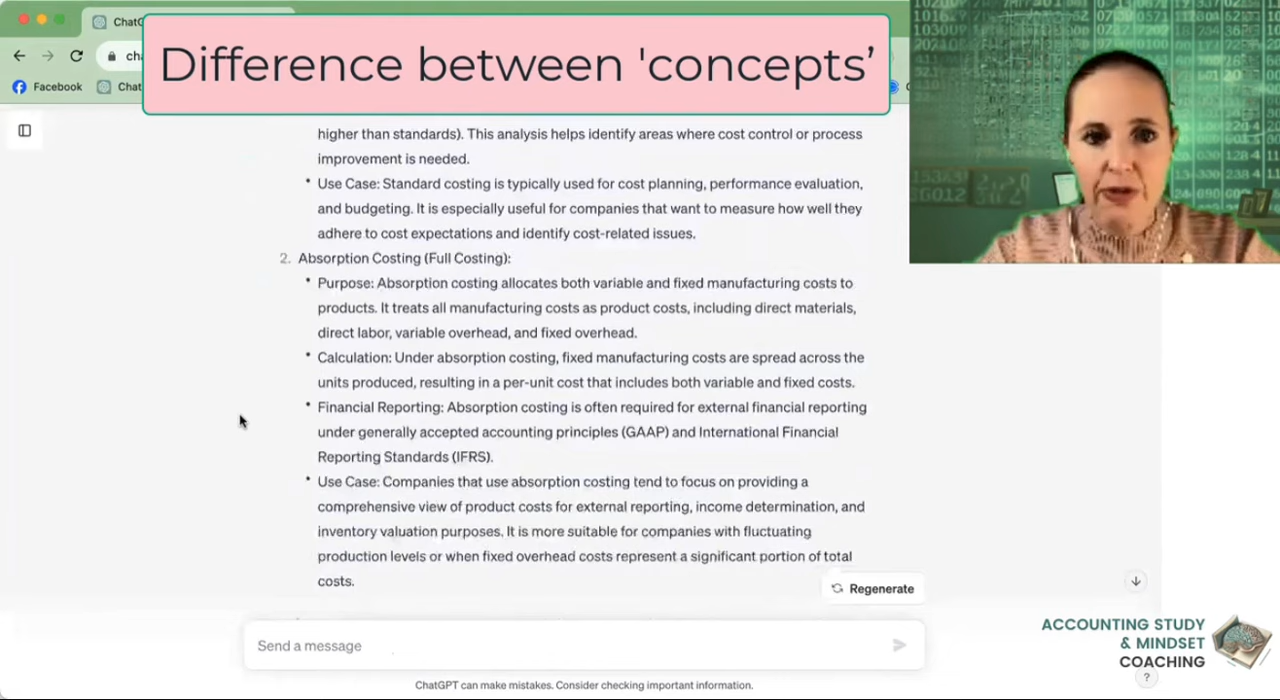 ChatG
Difference between 'concepts’
Facebook
Chat
higher than standards). This analysis helps identify areas where cost control or process
improvement is needed.
• Use Case: Standard costing is typically used for cost planning, performance evaluation,
and budgeting. It is especially useful for companies that want to measure how well they
adhere to cost expectations and identify cost-related issues.
2. Absorption Costing (Full Costing):
• Purpose: Absorption costing allocates both variable and fixed manufacturing costs to
products. It treats all manufacturing costs as product costs, including direct materials,
direct labor, variable overhead, and fixed overhead.
• Calculation: Under absorption costing, fixed manufacturing costs are spread across the
units produced, resulting in a per-unit cost that includes both variable and fixed costs.
• Financial Reporting: Absorption costing is often required for external financial reporting
under generally accepted accounting principles (GAAP) and International Financial
Reporting Standards (IFRS).
• Use Case: Companies that use absorption costing tend to focus on providing a
comprehensive view of product costs for external reporting, income determination, and
inventory valuation purposes. It is more suitable for companies with fluctuating
production levels or when fixed overhead costs represent a significant portion of total
costs.
Regenerate
Send a message
ChatGPT can make mistakes. Consider checking important information.
ACCOUNTING STUDY
& MINDSET
COACHING
?